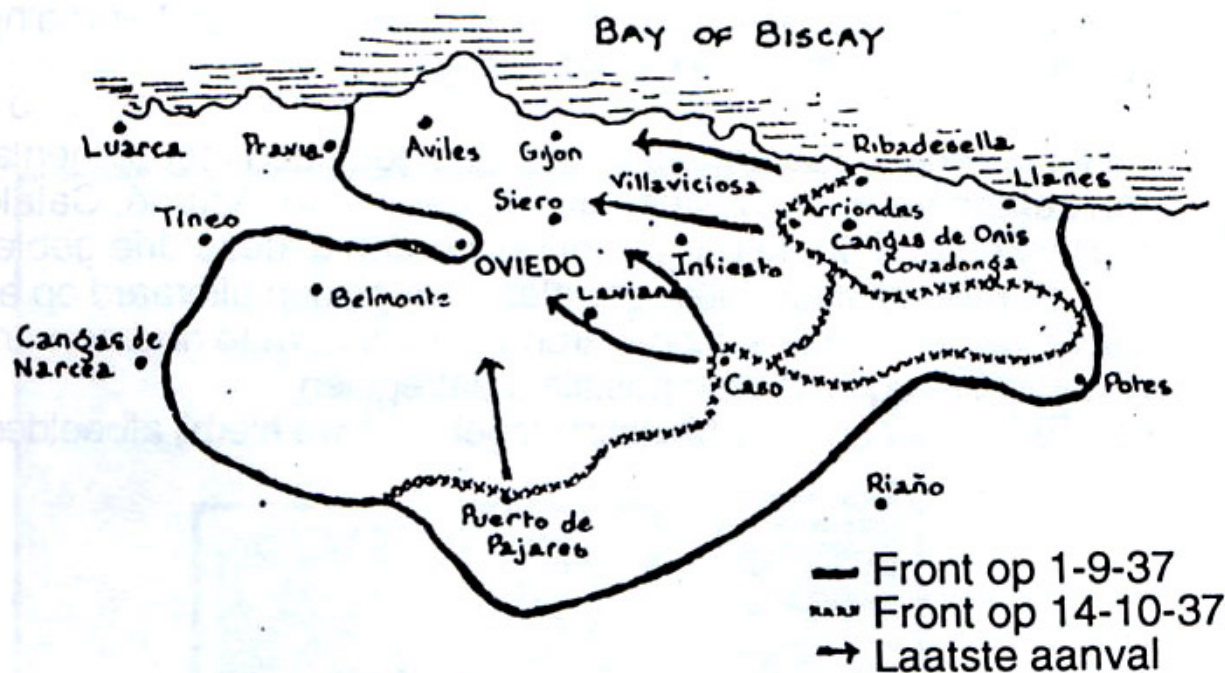 BAY OF BISCAY
Luarca
Pravia
Aviles
Gijon
Ribadesella
Llanes
Villaviciosa
Siero
Arriondas
Tineo
Cangas de Onis
OVIEDO
Infiesto
Covadonga
Belmonte
Laviana
Cangas de
Narcea
Caso
Potes
Riaño
Puerto de
Pajares
Front op 1-9-37
Front op 14-10-37
Laatste aanval